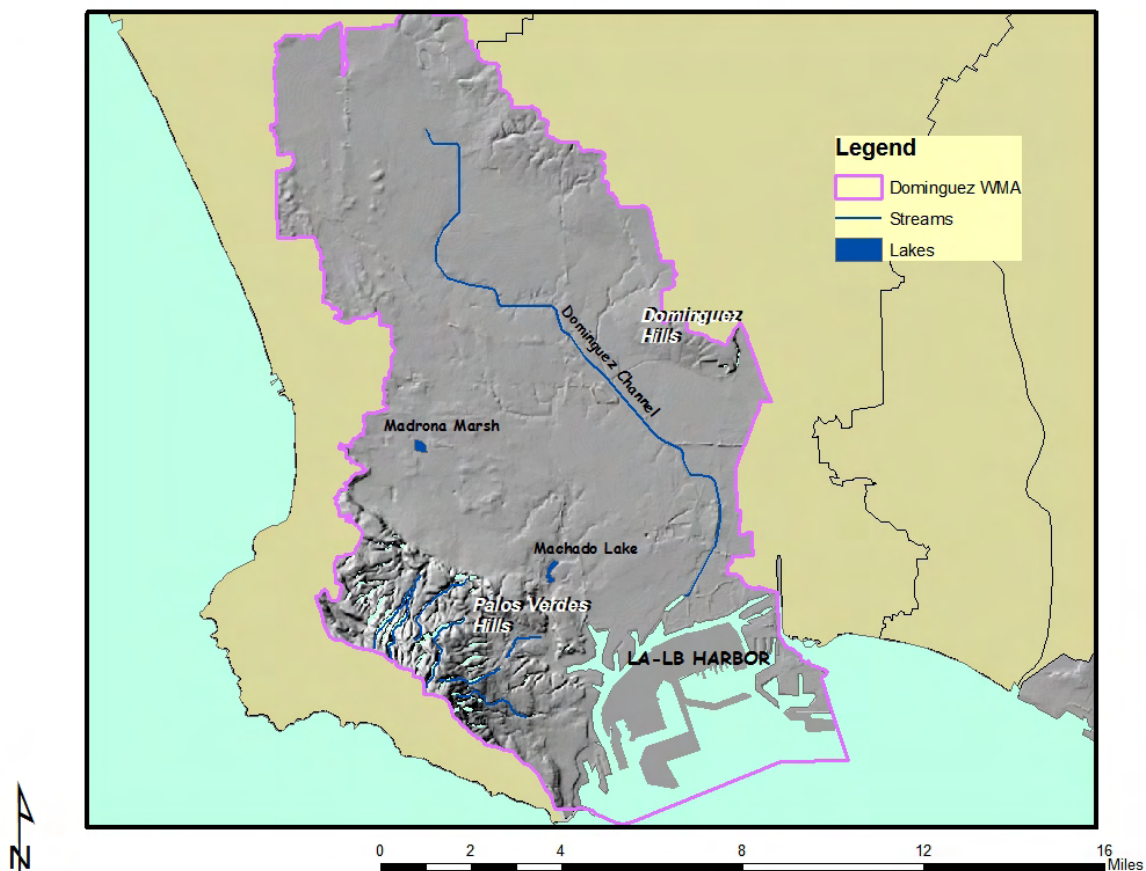 Legend
Dominguez WMA
Streams
Lakes
Dominguez
Hills
Dominguez Channel
Madrona Marsh
Machado Lake
Palos Verdes
Hills
LA-LB HARBOR
N
0 2 4 8 12 16
Miles